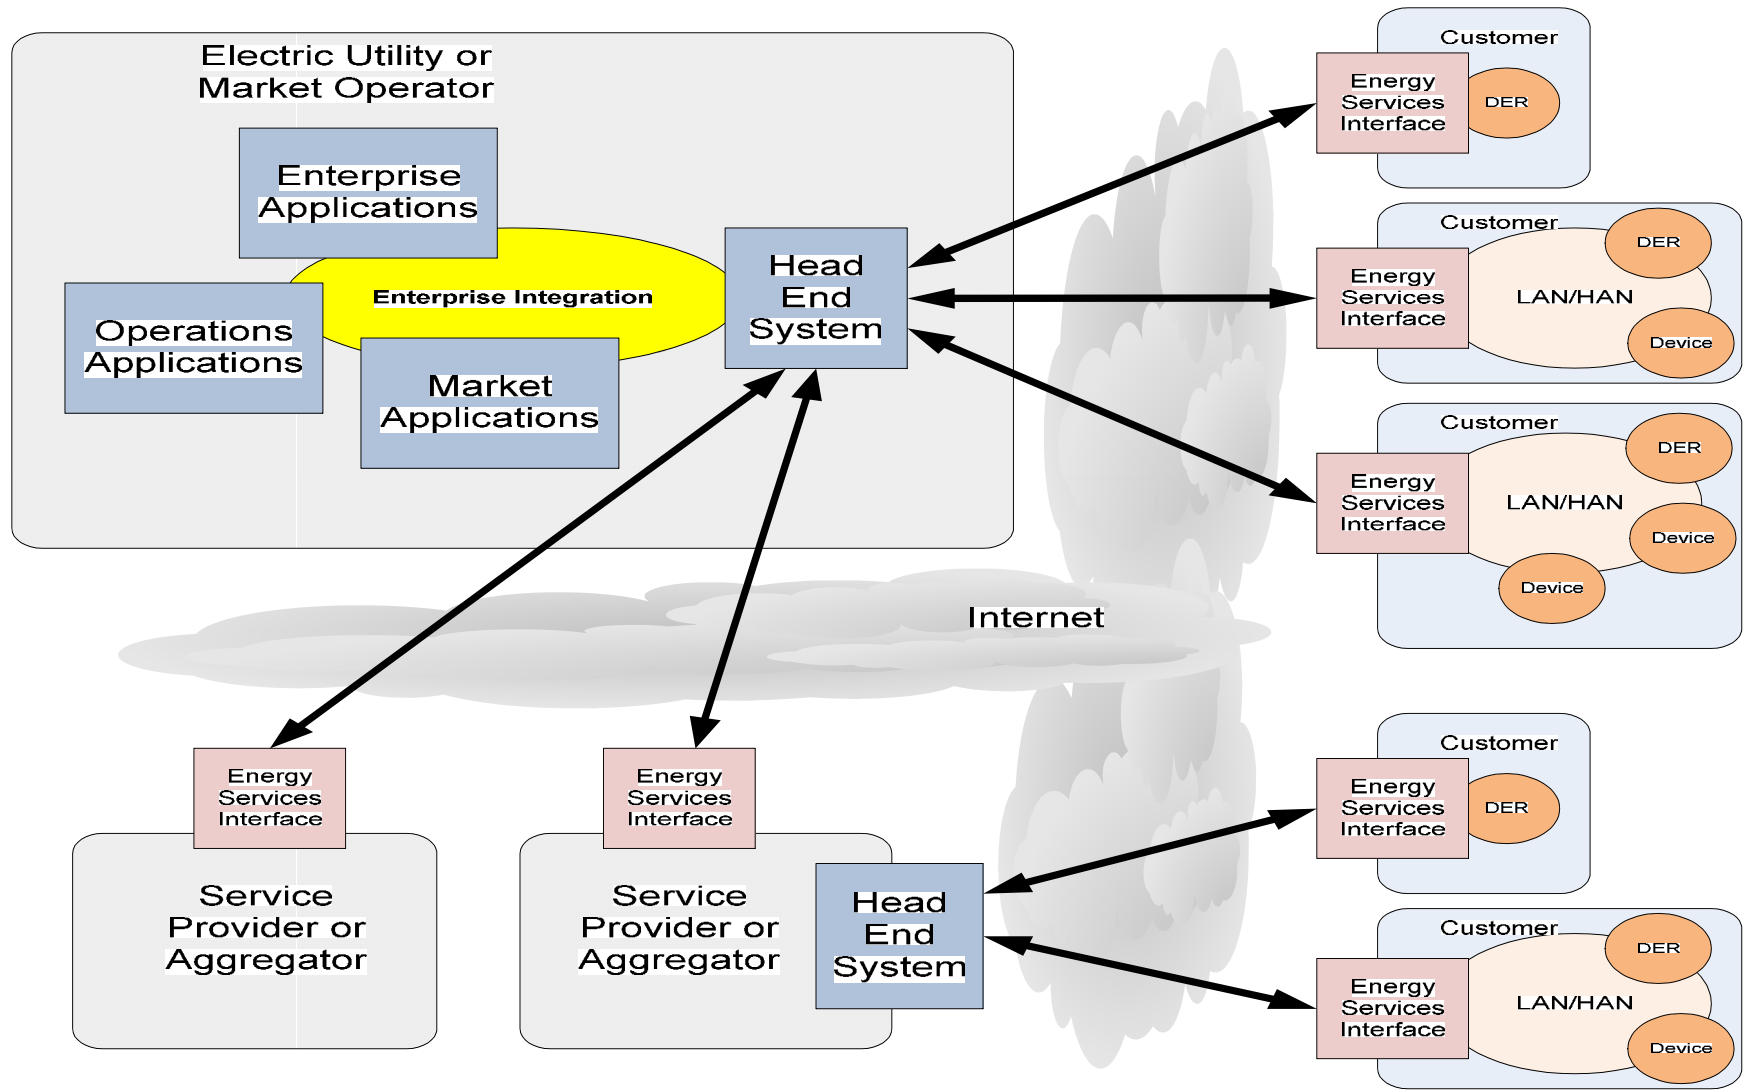 Electric Utility or
Market Operator
Enterprise
Applications
Enterprise Integration
Operations
Applications
Market
Applications
Head
End
System
Customer
Energy
Services
Interface
DER
Customer
Energy
Services
Interface
DER
LAN/HAN
Device
Customer
Energy
Services
Interface
DER
LAN/HAN
Device
Device
Internet
Energy
Services
Interface
Service
Provider or
Aggregator
Energy
Services
Interface
Service
Provider or
Aggregator
Head
End
System
Customer
Energy
Services
Interface
DER
Customer
Energy
Services
Interface
DER
LAN/HAN
Device